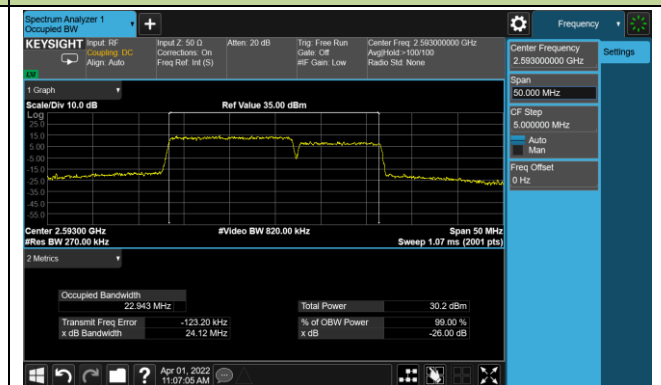 Spectrum Analyzer 1
Occupied BW
Frequency
KEYSIGHT
Input: RF
Coupling: DC
Align: Auto
Input Z: 50 Ω
Corrections: On
Freq Ref: Int (S)
Atten: 20 dB
Trig: Free Run
Gate: Off
#IF Gain: Low
Center Freq: 2.593000000 GHz
Avg|Hold:>100/100
Radio Std: None
Center Frequency
2.593000000 GHz
Settings
Span
50.000 MHz
CF Step
5.000000 MHz
Auto
Man
Freq Offset
0 Hz
1 Graph
Scale/Div 10.0 dB
Ref Value 35.00 dBm
Log
25.0
15.0
5.00
-5.00
-15.0
-25.0
-35.0
-45.0
-55.0
Center 2.59300 GHz
#Video BW 820.00 kHz
Span 50 MHz
#Res BW 270.00 kHz
Sweep 1.07 ms (2001 pts)
2 Metrics
Occupied Bandwidth
22.943 MHz
Total Power 30.2 dBm
Transmit Freq Error -123.20 kHz
% of OBW Power 99.00 %
x dB Bandwidth 24.12 MHz
x dB -26.00 dB
Apr 01, 2022
11:07:05 AM